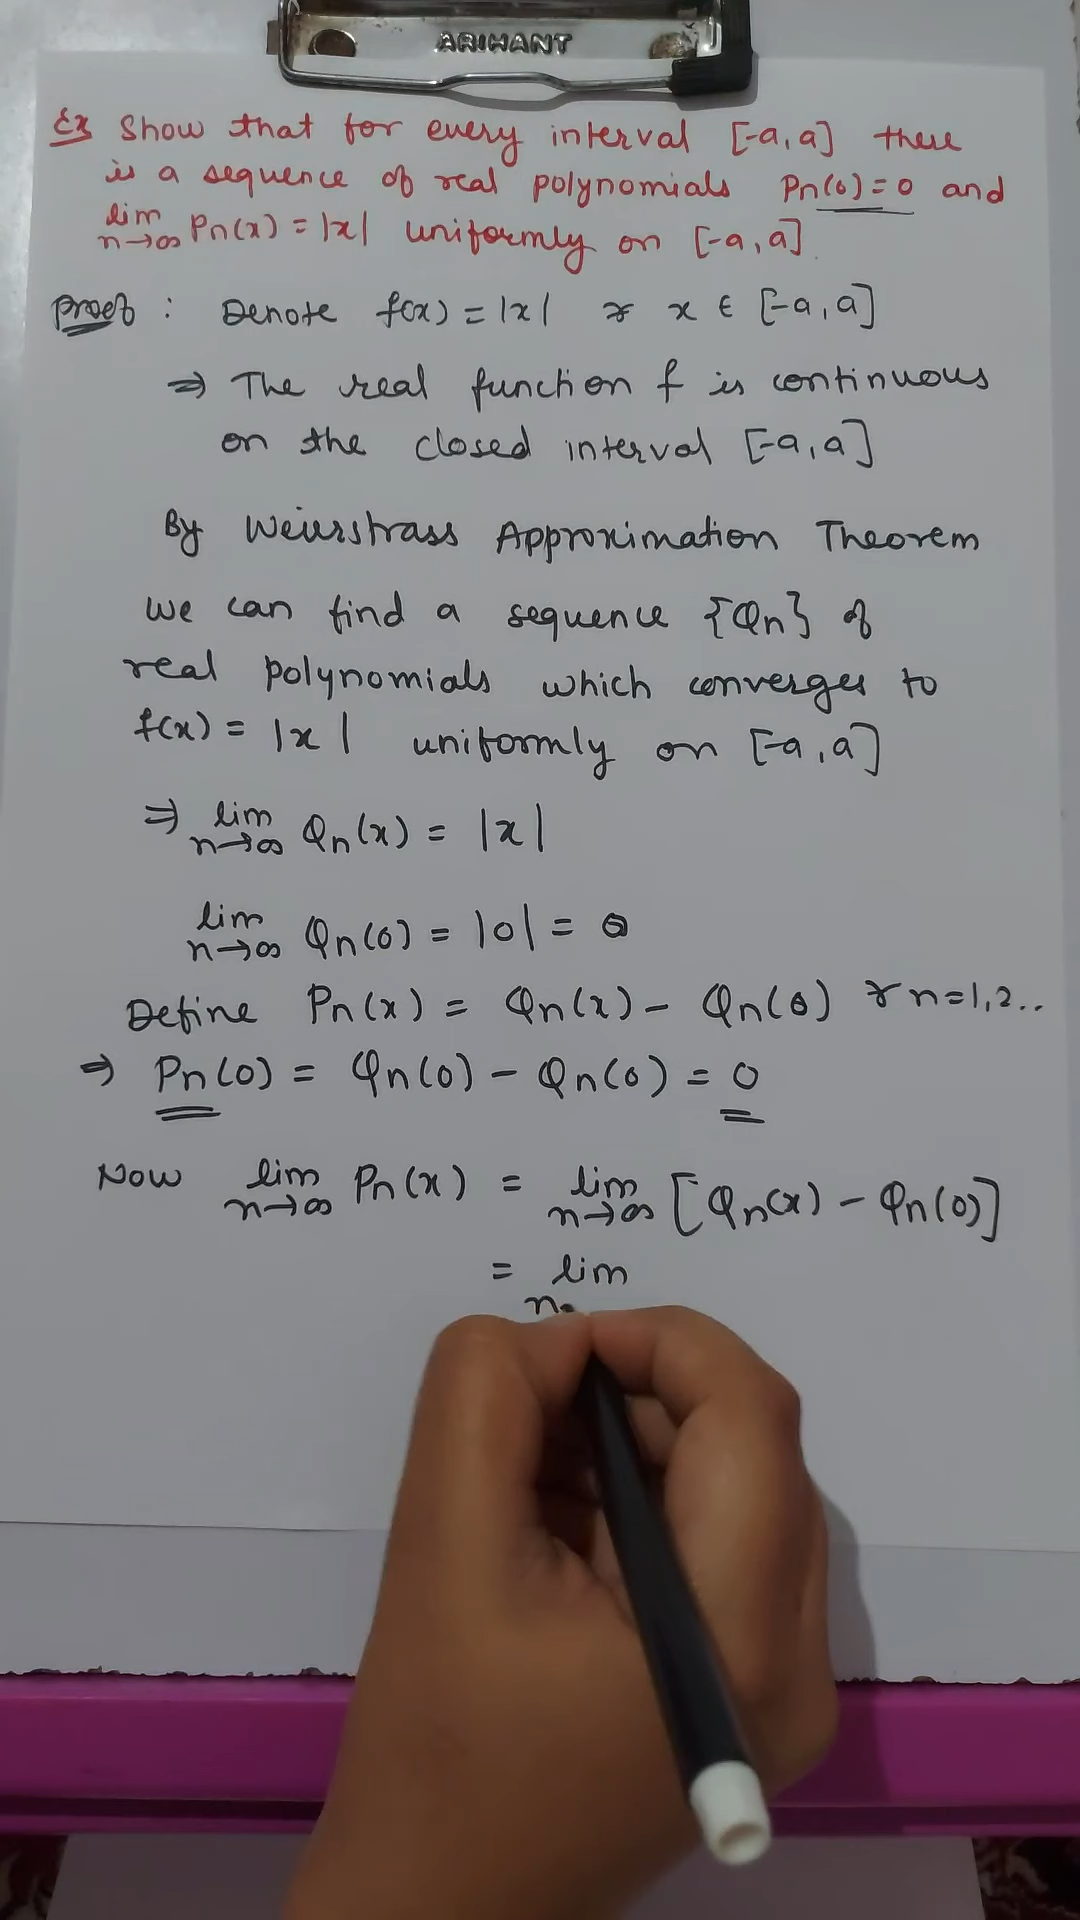 ARIHANT
Ex Show that for every interval [-a, a] there
is a sequence of real polynomials Pn(0) = 0 and
lim n→∞ Pn(x) = |x| uniformly on [-a, a].
Proof : Denote f(x) = |x| ∀ x ∈ [-a, a]
⇒ The real function f is continuous
on the closed interval [-a, a]
By Weierstrass Approximation Theorem
we can find a sequence {Qn} of
real polynomials which converges to
f(x) = |x| uniformly on [-a, a]
⇒ lim n→∞ Qn(x) = |x|
lim n→∞ Qn(0) = |0| = 0
Define Pn(x) = Qn(x) - Qn(0) ∀ n=1,2..
⇒ Pn(0) = Qn(0) - Qn(0) = 0
Now lim n→∞ Pn(x) = lim n→∞ [Qn(x) - Qn(0)]
= lim n